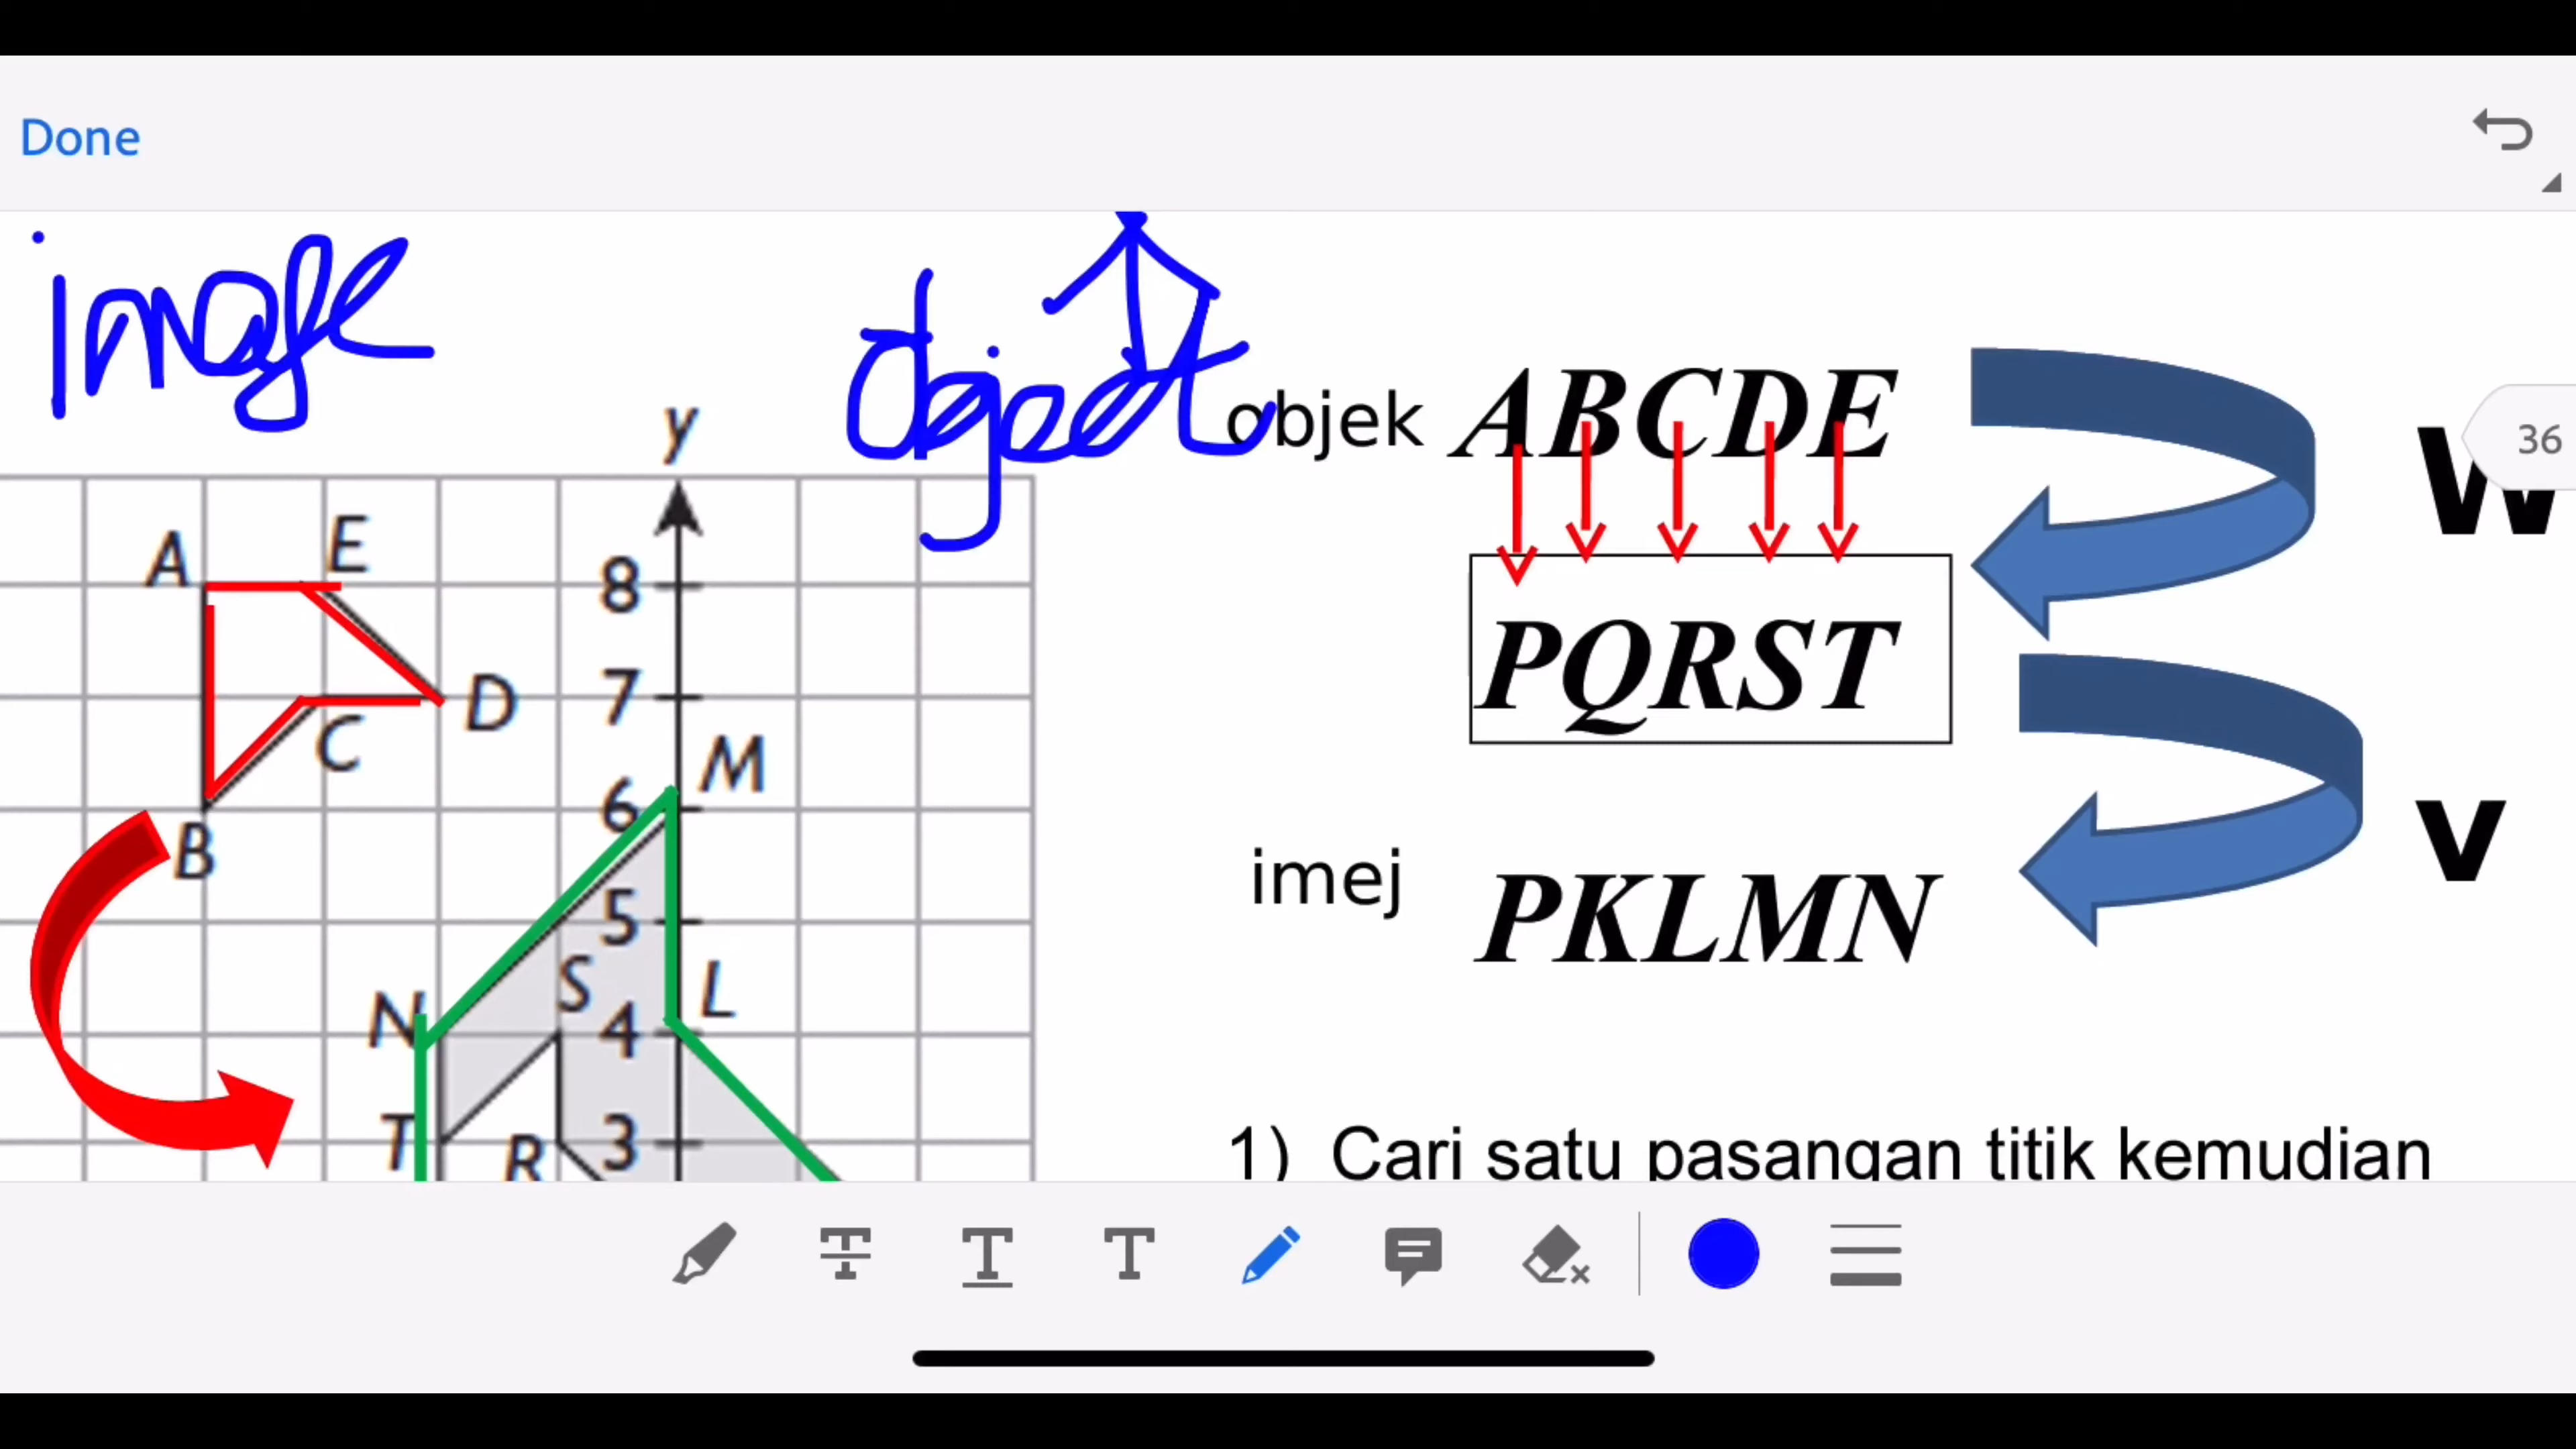 Done
image
object
objek ABCDE
W
36
y
A
E
8
PQRST
D
7
C
M
6
B
v
imej PKLMN
5
S
L
N
4
T
R
3
1) Cari satu pasangan titik kemudian
T
T
T